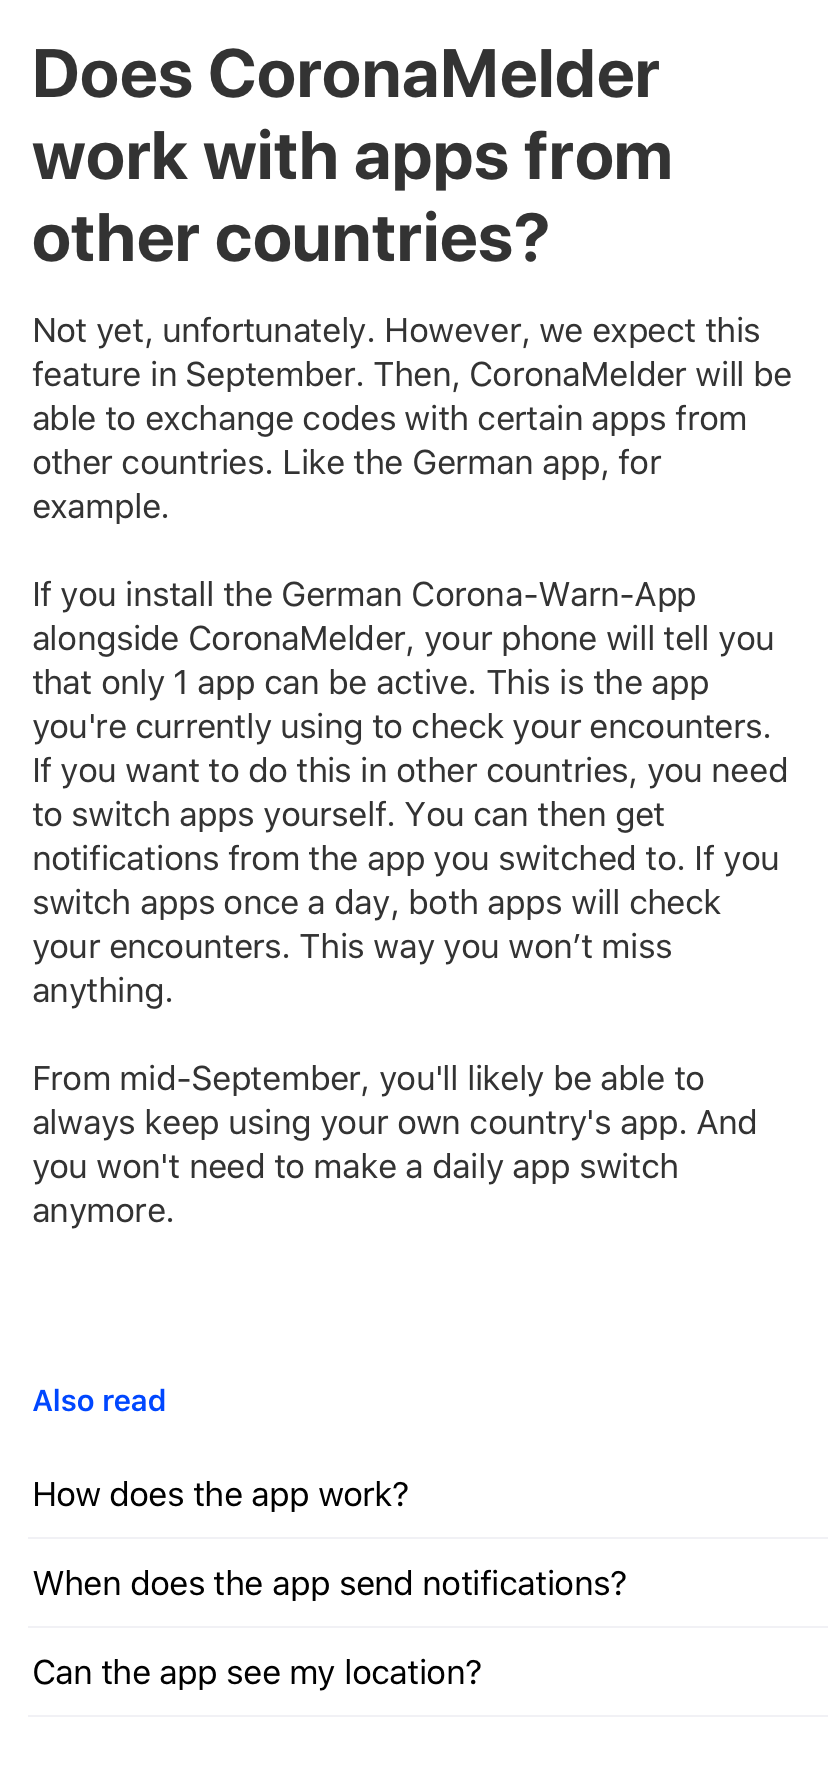 Does CoronaMelder
work with apps from
other countries?
Not yet, unfortunately. However, we expect this
feature in September. Then, CoronaMelder will be
able to exchange codes with certain apps from
other countries. Like the German app, for
example.
If you install the German Corona-Warn-App
alongside CoronaMelder, your phone will tell you
that only 1 app can be active. This is the app
you're currently using to check your encounters.
If you want to do this in other countries, you need
to switch apps yourself. You can then get
notifications from the app you switched to. If you
switch apps once a day, both apps will check
your encounters. This way you won’t miss
anything.
From mid-September, you'll likely be able to
always keep using your own country's app. And
you won't need to make a daily app switch
anymore.
Also read
How does the app work?
When does the app send notifications?
Can the app see my location?